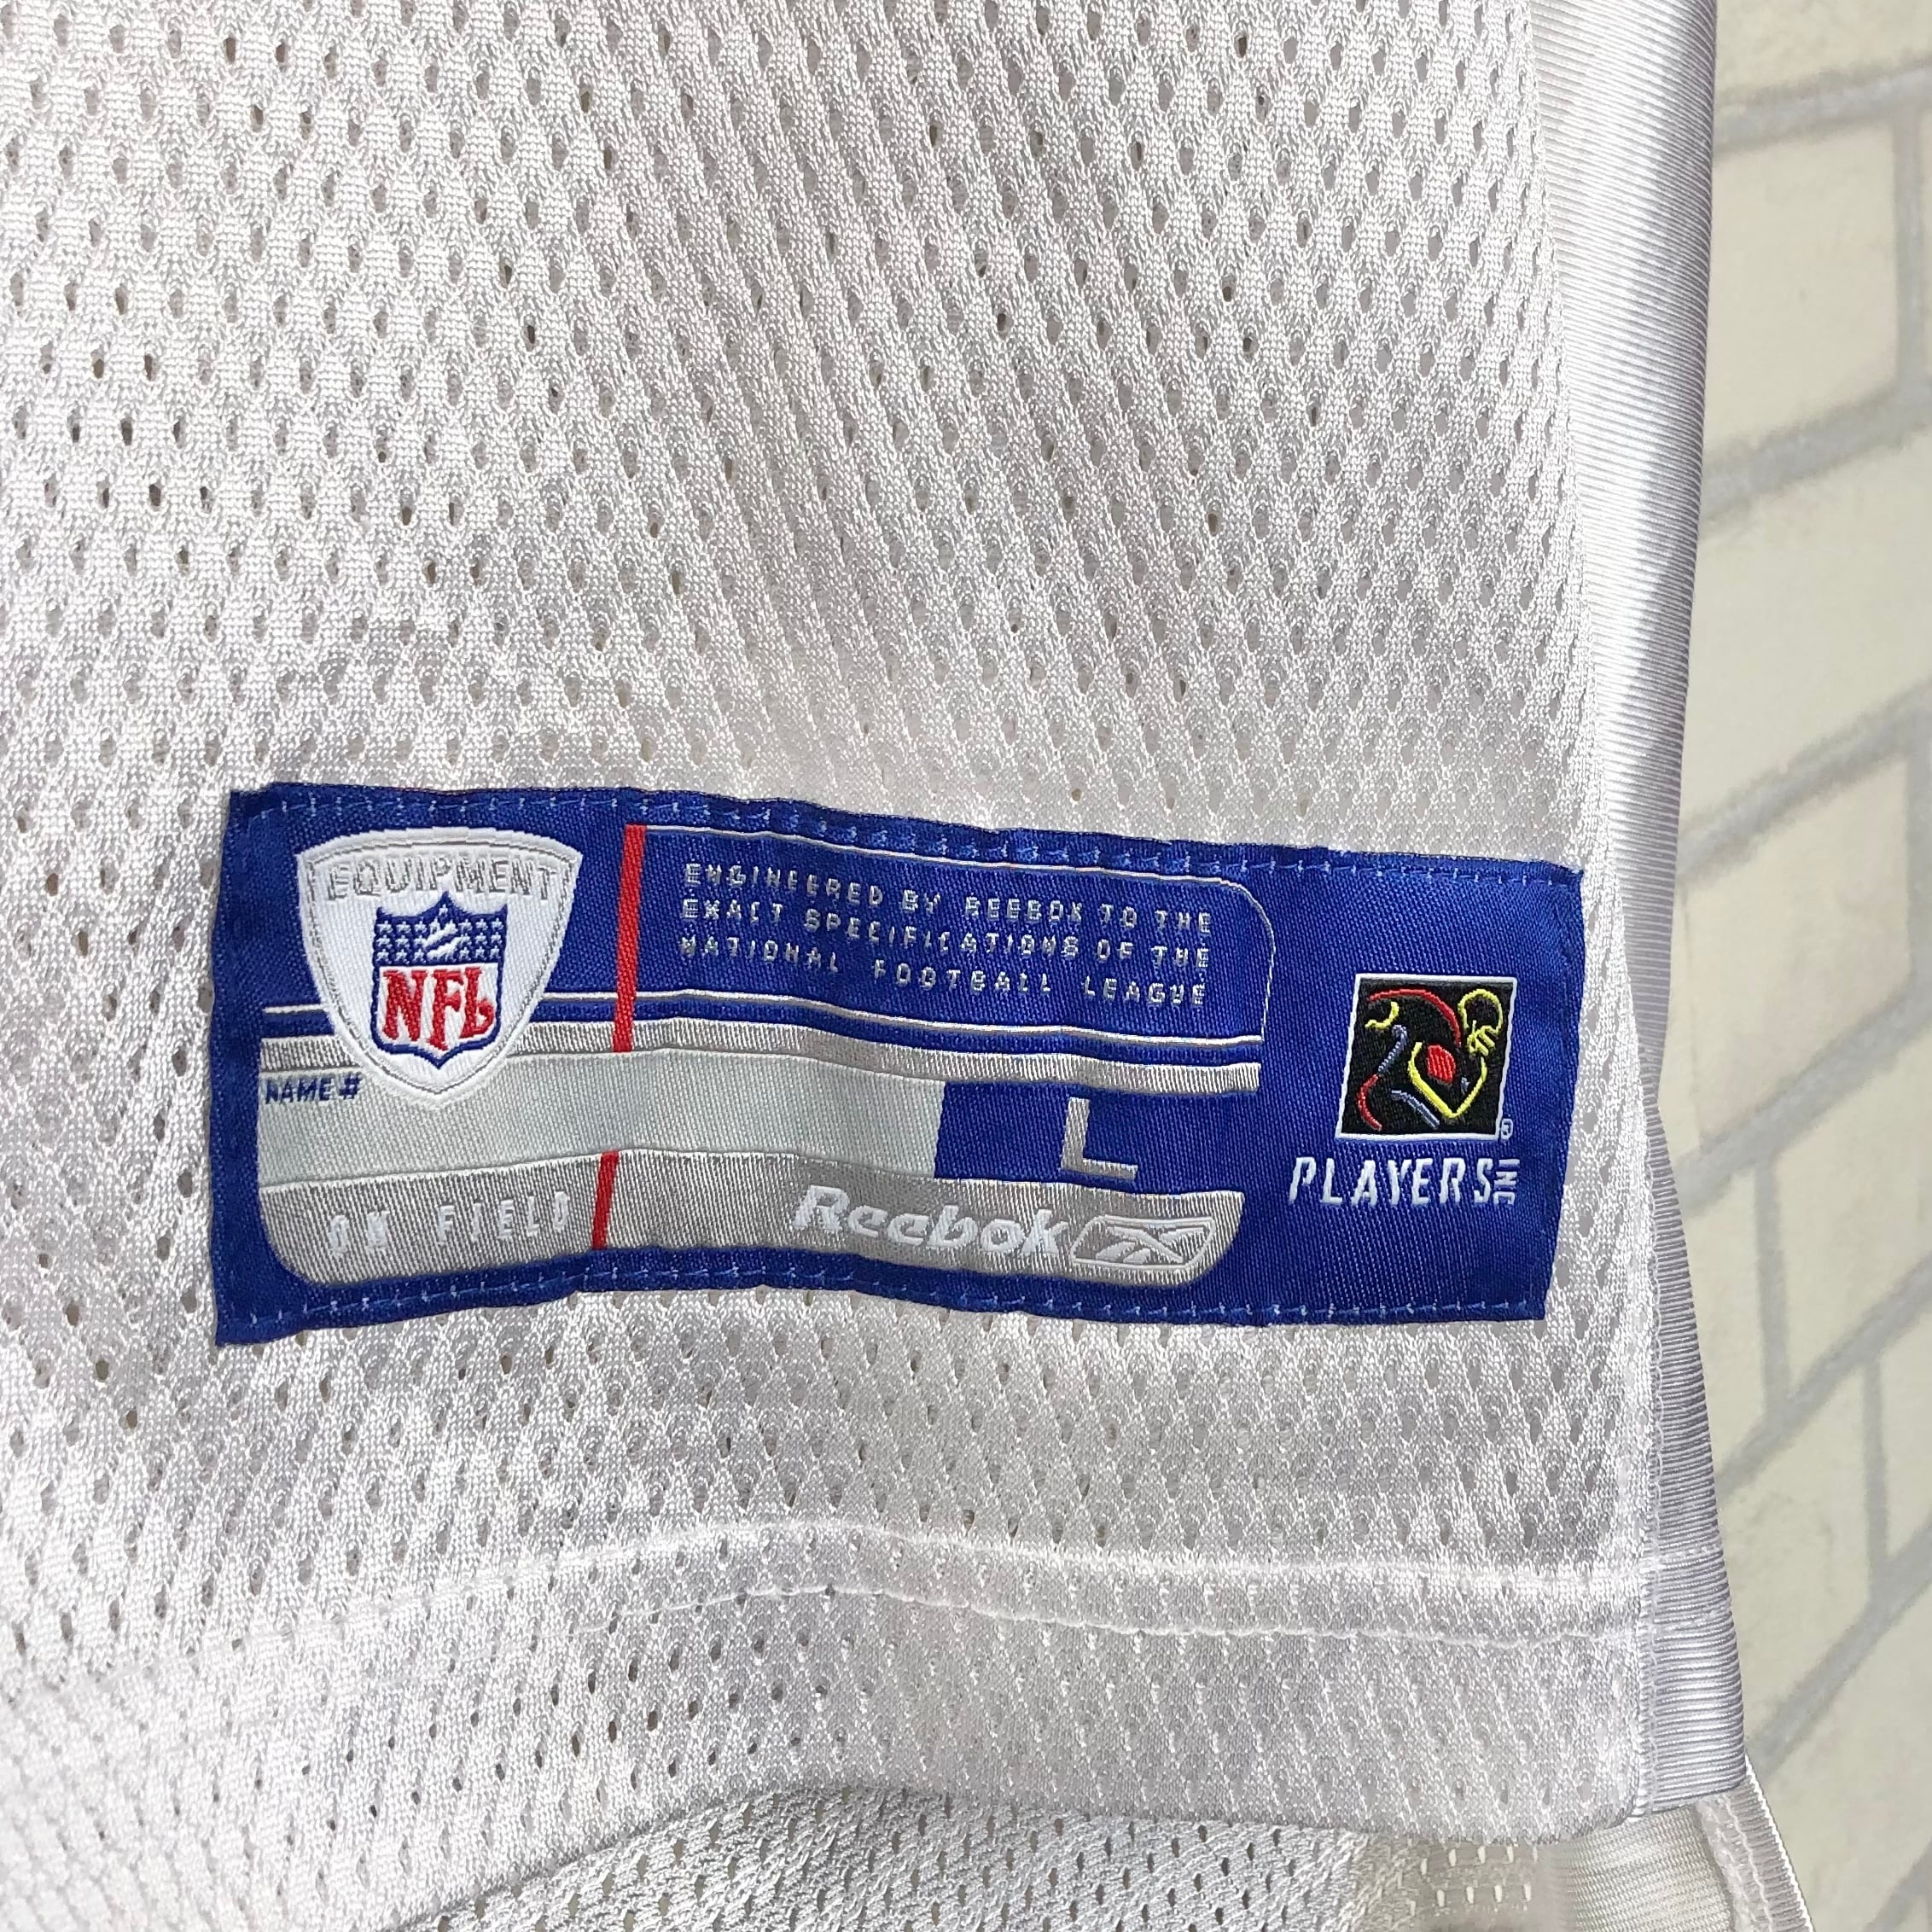 EQUIPMENT
NFL
ENGINEERED BY REEBOK TO THE
EXACT SPECIFICATIONS OF THE
NATIONAL FOOTBALL LEAGUE
NAME #
L
ON FIELD
Reebok
®
PLAYERS INC